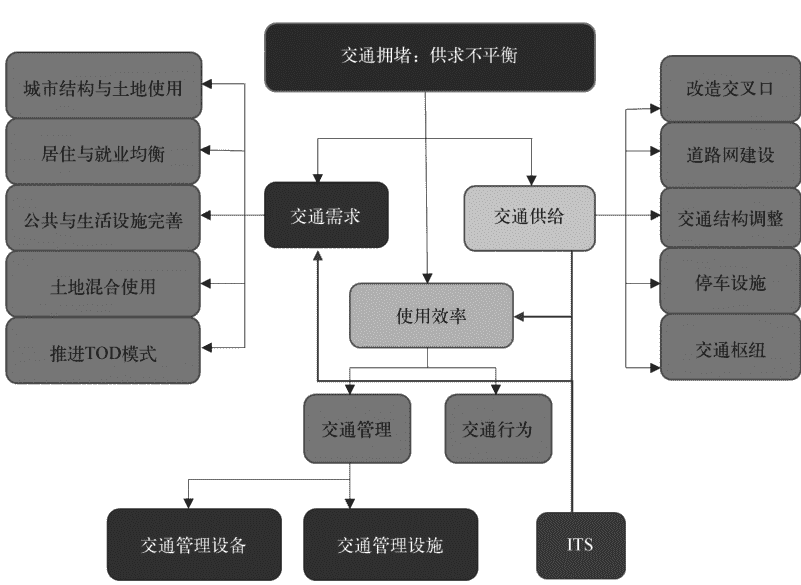 交通拥堵：供求不平衡
城市结构与土地使用
居住与就业均衡
公共与生活设施完善
土地混合使用
推进TOD模式
交通需求
交通供给
使用效率
改造交叉口
道路网建设
交通结构调整
停车设施
交通枢纽
交通管理
交通行为
交通管理设备
交通管理设施
ITS